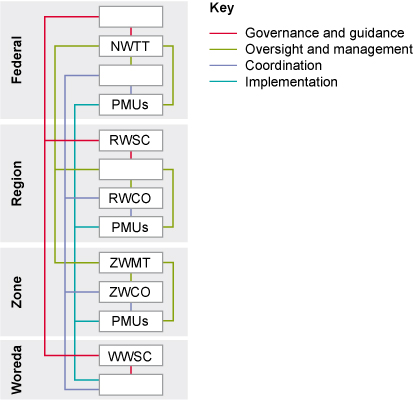 Federal
NWTT
PMUs
Region
RWSC
RWCO
PMUs
Zone
ZWMT
ZWCO
PMUs
Woreda
WWSC
Key
Governance and guidance
Oversight and management
Coordination
Implementation